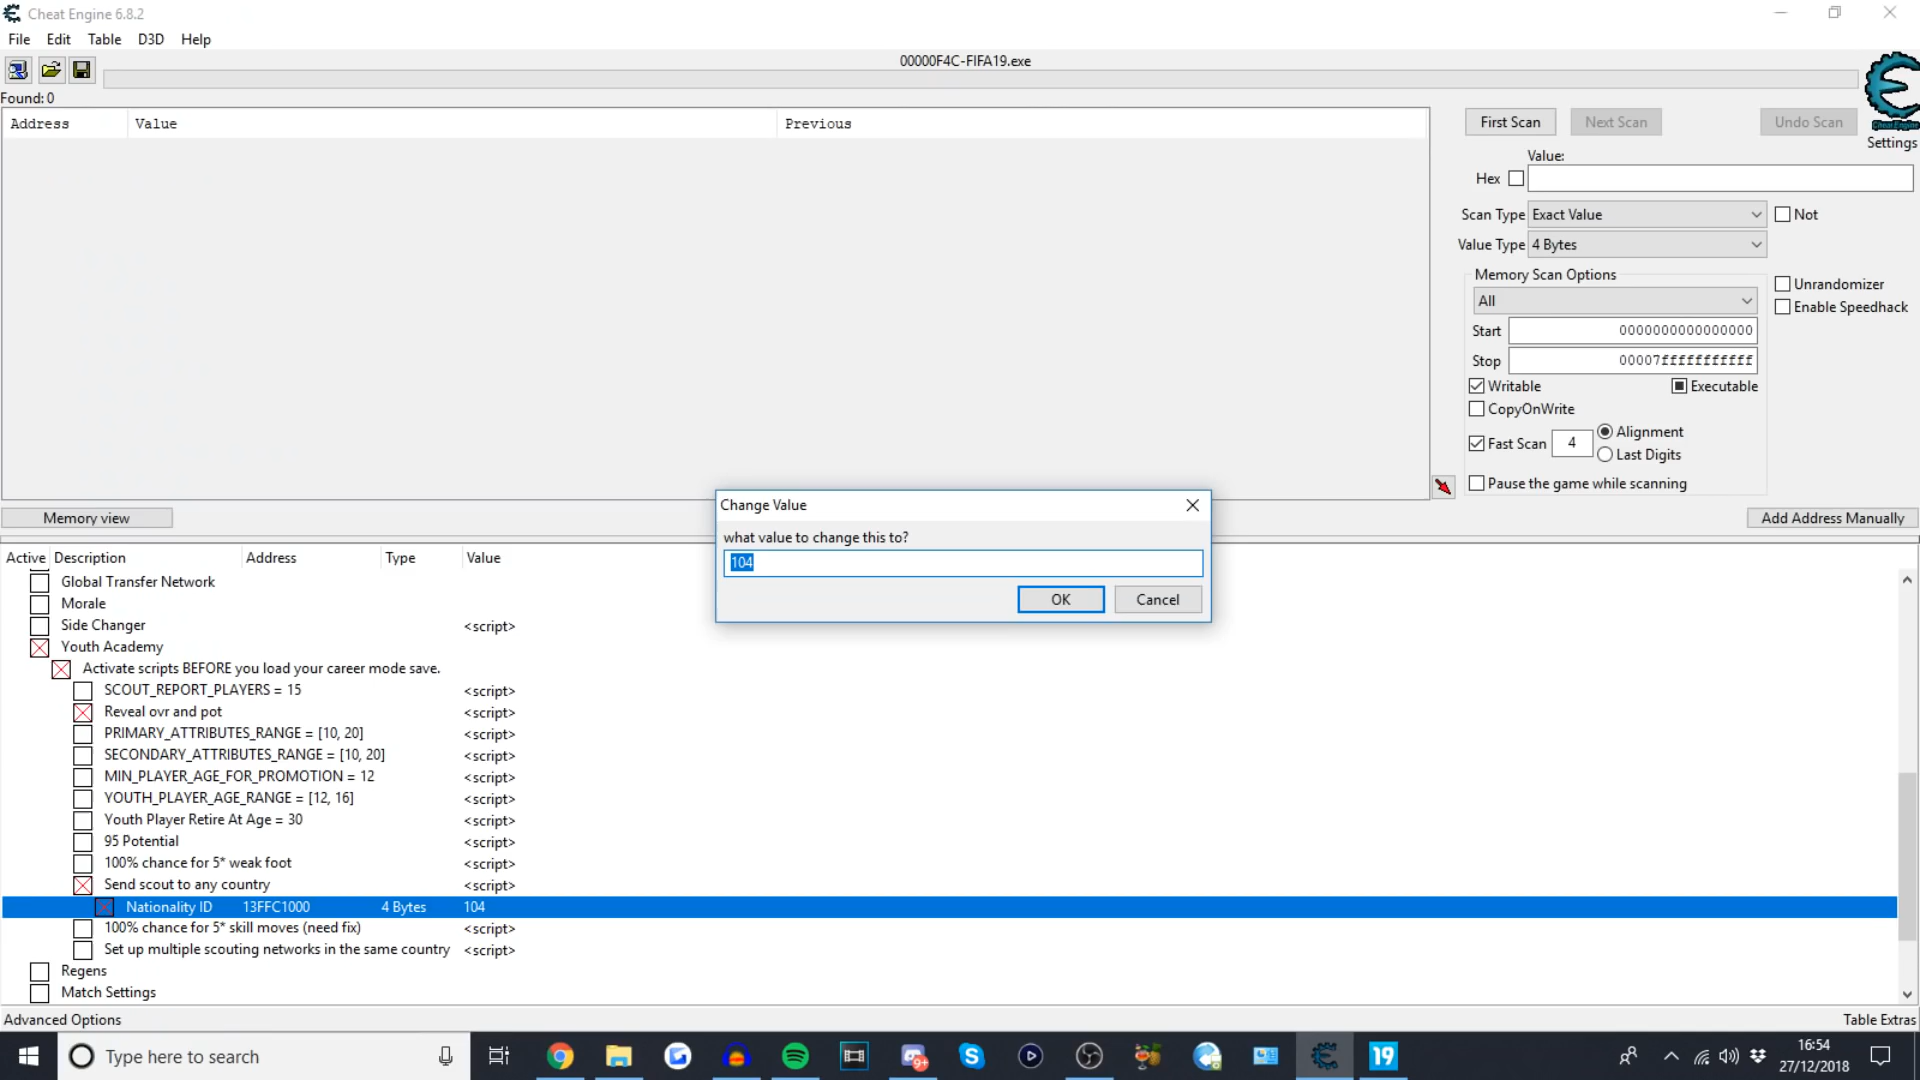 Cheat Engine 6.8.2
File Edit Table D3D Help
00000F4C-FIFA19.exe
Found: 0
Address Value Previous
First Scan Next Scan Undo Scan
Cheat Engine
Settings
Value:
Hex
Scan Type Exact Value Not
Value Type 4 Bytes
Memory Scan Options
All
Unrandomizer
Enable Speedhack
Start 0000000000000000
Stop 00007fffffffffff
Writable Executable
CopyOnWrite
Fast Scan 4 Alignment
Last Digits
Pause the game while scanning
Memory view
Add Address Manually
Change Value
what value to change this to?
104
OK Cancel
Active Description Address Type Value
Global Transfer Network
Morale
Side Changer <script>
Youth Academy
Activate scripts BEFORE you load your career mode save.
SCOUT_REPORT_PLAYERS = 15 <script>
Reveal ovr and pot <script>
PRIMARY_ATTRIBUTES_RANGE = [10, 20] <script>
SECONDARY_ATTRIBUTES_RANGE = [10, 20] <script>
MIN_PLAYER_AGE_FOR_PROMOTION = 12 <script>
YOUTH_PLAYER_AGE_RANGE = [12, 16] <script>
Youth Player Retire At Age = 30 <script>
95 Potential <script>
100% chance for 5* weak foot <script>
Send scout to any country <script>
Nationality ID 13FFC1000 4 Bytes 104
100% chance for 5* skill moves (need fix) <script>
Set up multiple scouting networks in the same country <script>
Regens
Match Settings
Advanced Options Table Extras
Type here to search
9+
19
16:54
27/12/2018